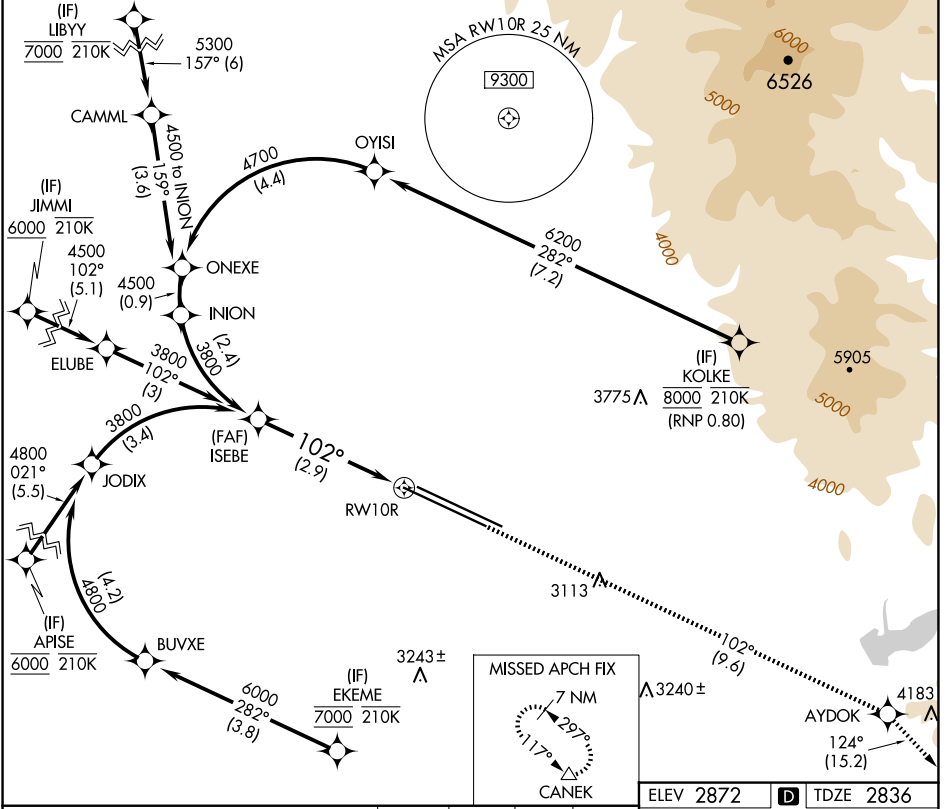 (IF)
LIBYY
7000 210K
5300
157° (6)
CAMML
4500 to INION
159°
(3.6)
MSA RW10R 25 NM
9300
6000
6526
5000
OYISI
4700
(4.4)
(IF)
JIMMI
6000 210K
4500
102°
(5.1)
ONEXE
4500
(0.9)
INION
6200
282°
(7.2)
4000
(IF)
KOLKE
8000 210K
(RNP 0.80)
3775
5905
5000
4000
ELUBE
3800
102°
(3)
(2.4)
3800
3800
(3.4)
(FAF)
ISEBE
102°
(2.9)
RW10R
4800
021°
(5.5)
JODIX
(IF)
APISE
6000 210K
(4.2)
4800
BUVXE
6000
282°
(3.8)
(IF)
EKEME
7000 210K
3243±
3113
102°
(9.6)
MISSED APCH FIX
7 NM
297°
117°
CANEK
3240±
AYDOK
4183
124°
(15.2)
ELEV 2872 D TDZE 2836